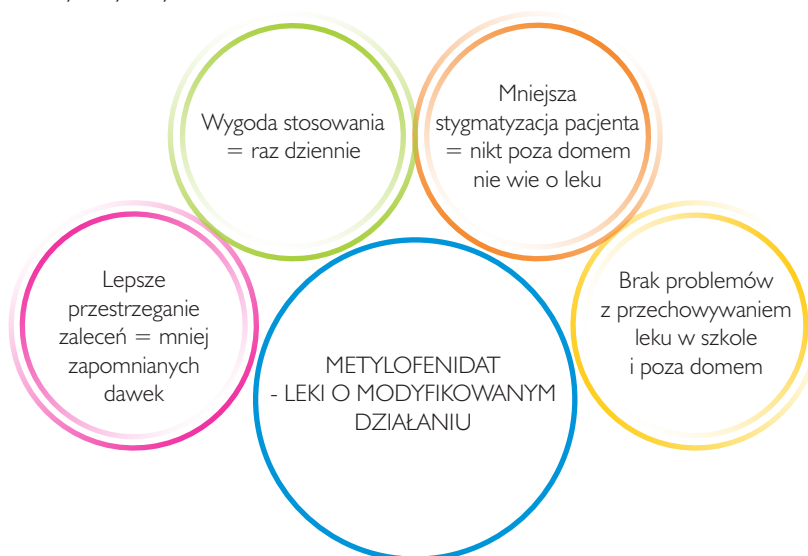 Wygoda stosowania
= raz dziennie
Mniejsza
stygmatyzacja pacjenta
= nikt poza domem
nie wie o leku
Lepsze
przestrzeganie
zaleceń = mniej
zapomnianych
dawek
Brak problemów
z przechowywaniem
leku w szkole
i poza domem
METYLOFENIDAT
- LEKI O MODYFIKOWANYM
DZIAŁANIU